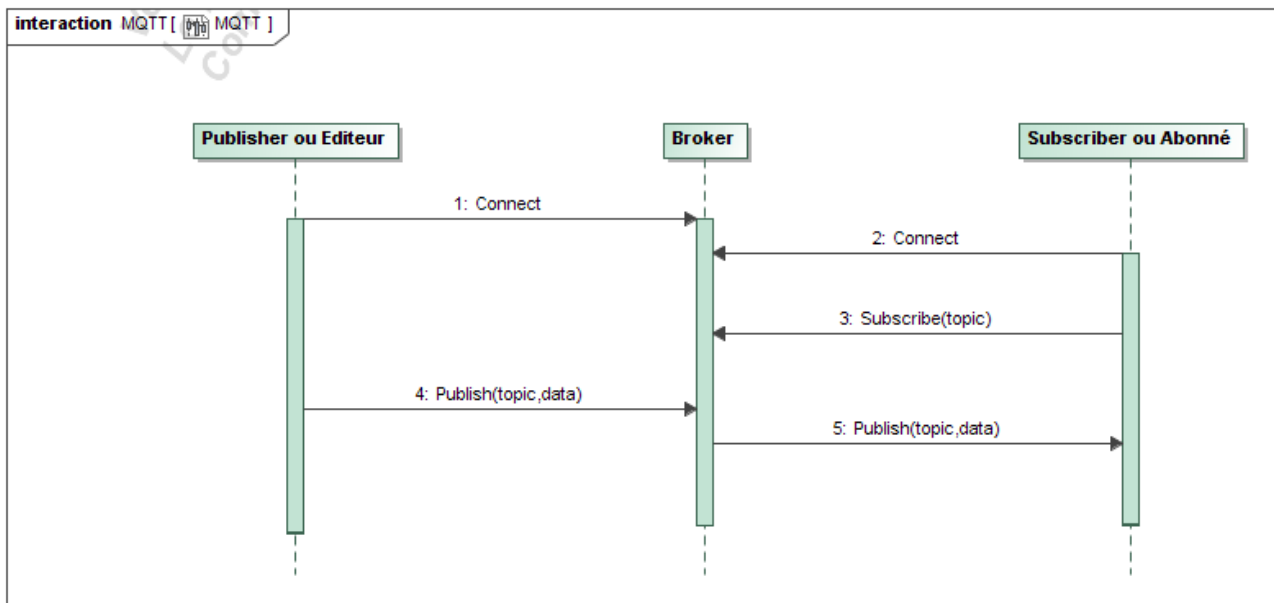 interaction MQTT [ MQTT ]
Publisher ou Editeur
Broker
Subscriber ou Abonné
1: Connect
2: Connect
3: Subscribe(topic)
4: Publish(topic,data)
5: Publish(topic,data)